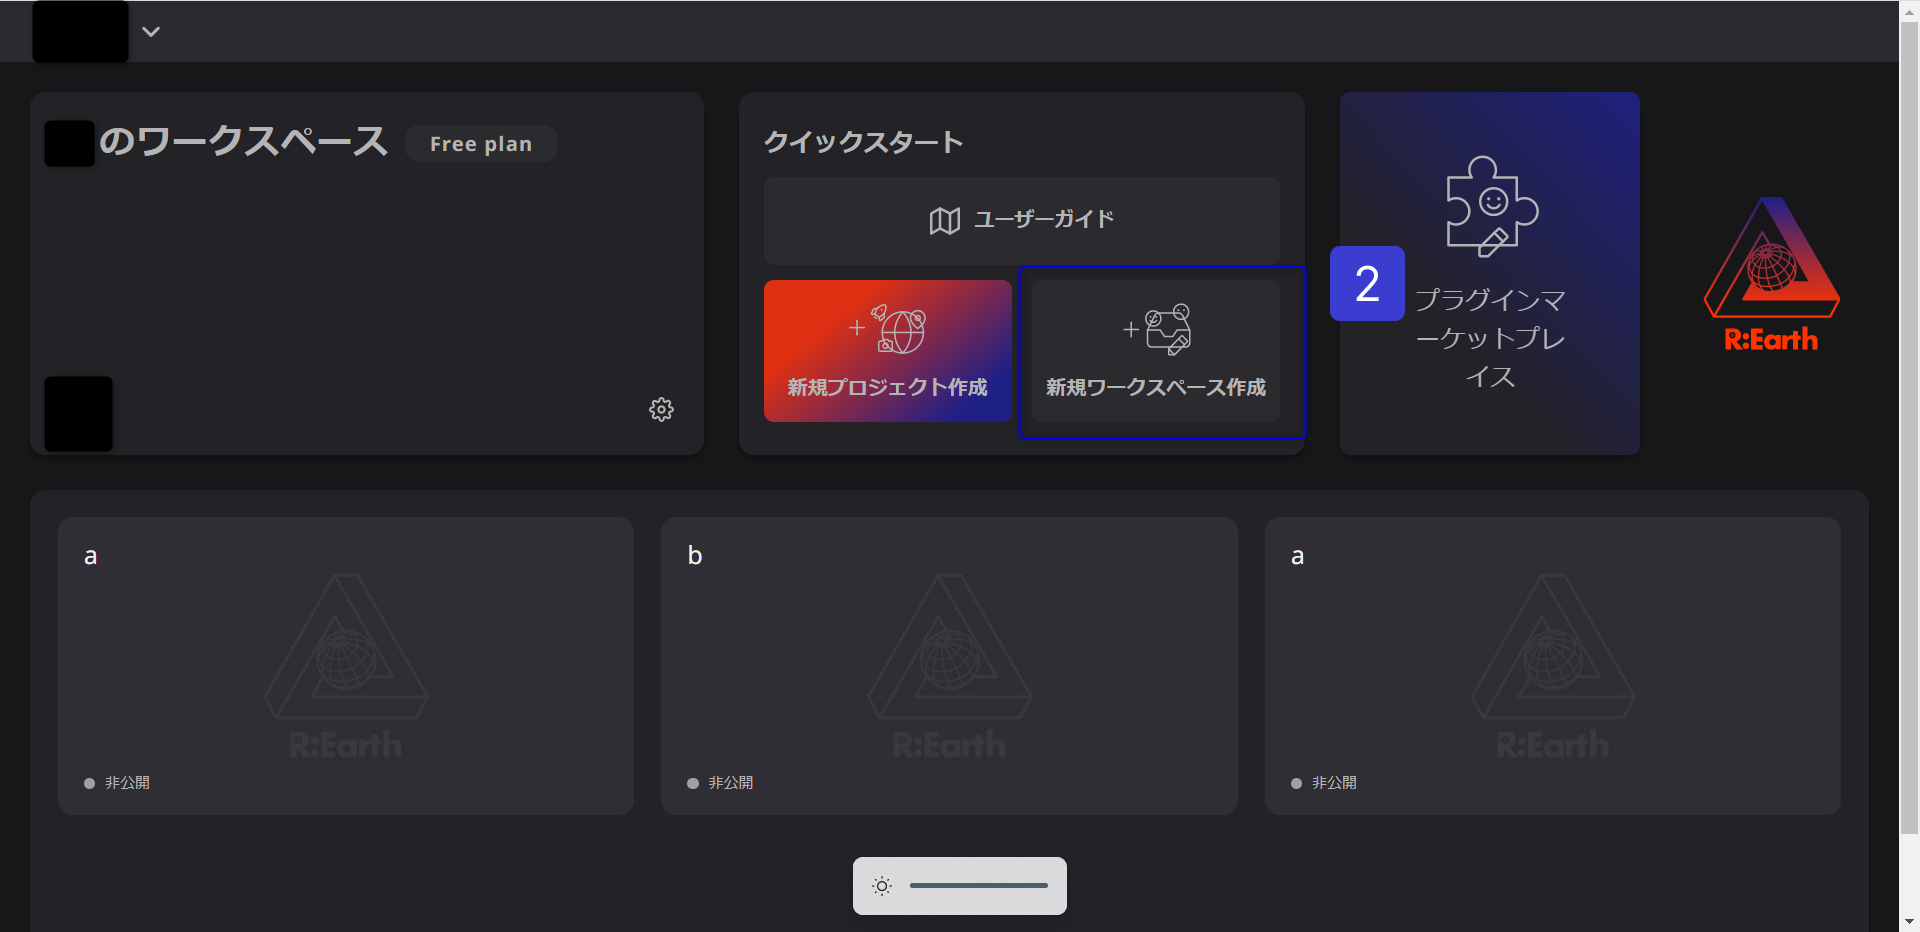 のワークスペース
Free plan
クイックスタート
ユーザーガイド
新規プロジェクト作成
新規ワークスペース作成
2
プラグインマ
ーケットプレ
イス
R:Earth
a
R:Earth
非公開
b
R:Earth
非公開
a
R:Earth
非公開